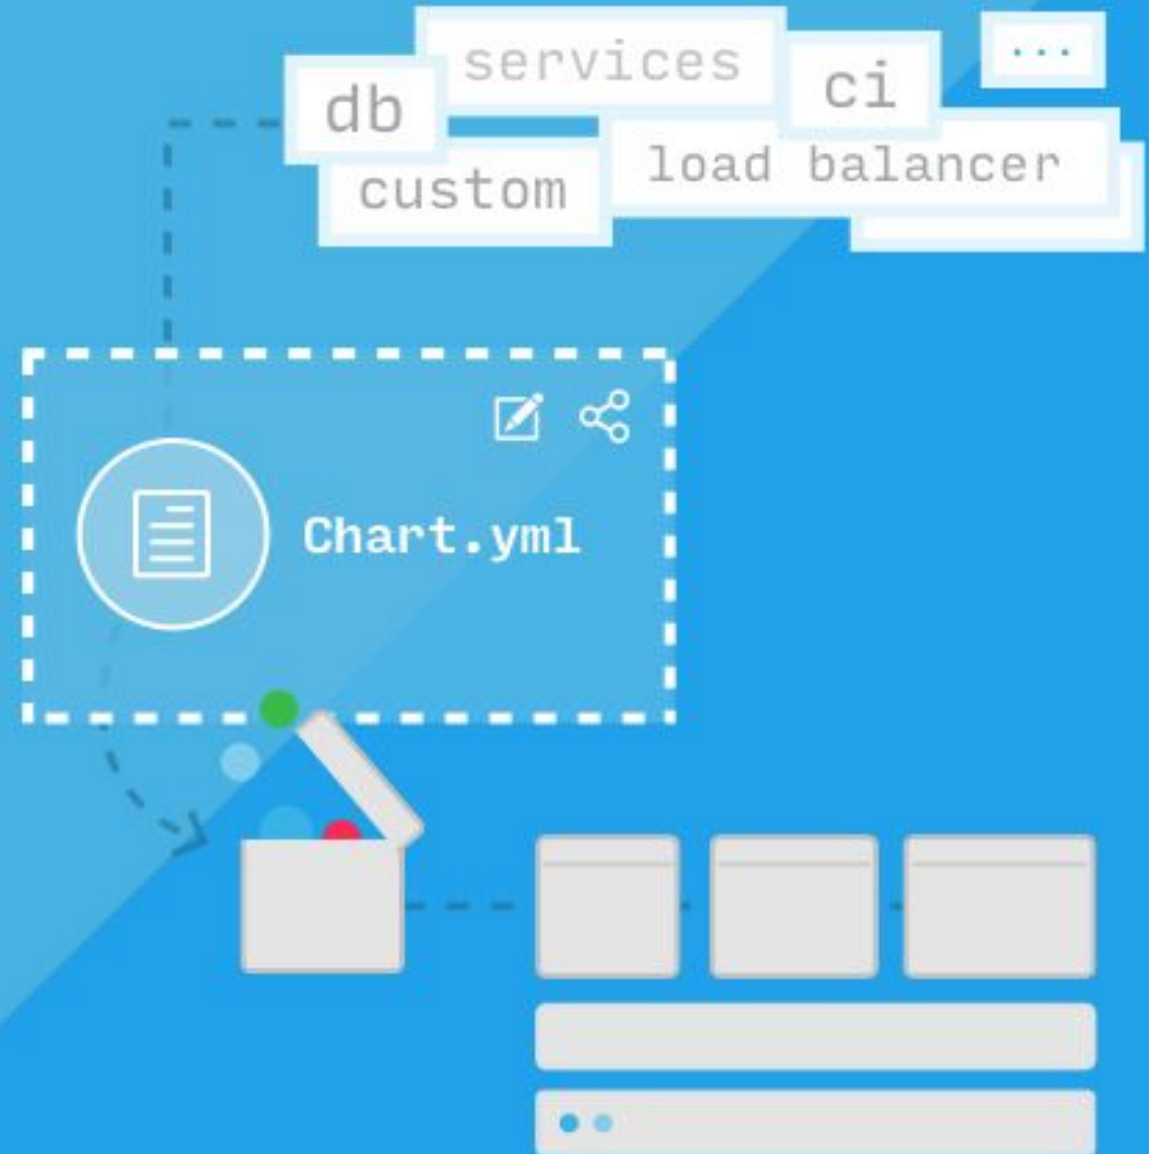 services
db
ci
...
custom
load balancer
Chart.yml